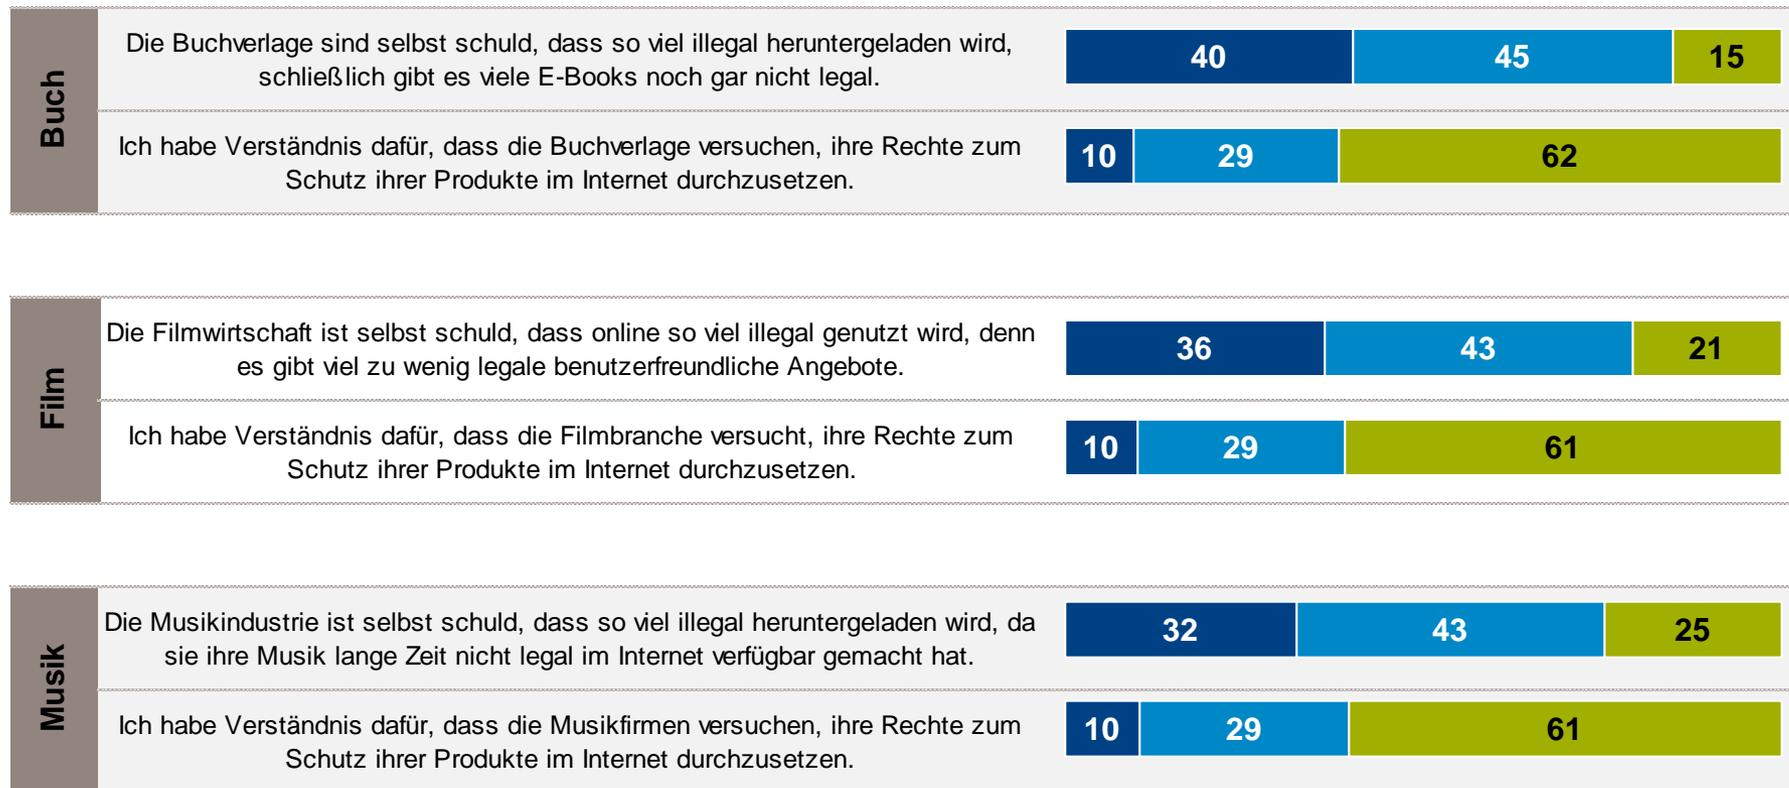 Buch
Die Buchverlage sind selbst schuld, dass so viel illegal heruntergeladen wird,
schließlich gibt es viele E-Books noch gar nicht legal.
40 45 15
Ich habe Verständnis dafür, dass die Buchverlage versuchen, ihre Rechte zum
Schutz ihrer Produkte im Internet durchzusetzen.
10 29 62
Film
Die Filmwirtschaft ist selbst schuld, dass online so viel illegal genutzt wird, denn
es gibt viel zu wenig legale benutzerfreundliche Angebote.
36 43 21
Ich habe Verständnis dafür, dass die Filmbranche versucht, ihre Rechte zum
Schutz ihrer Produkte im Internet durchzusetzen.
10 29 61
Musik
Die Musikindustrie ist selbst schuld, dass so viel illegal heruntergeladen wird, da
sie ihre Musik lange Zeit nicht legal im Internet verfügbar gemacht hat.
32 43 25
Ich habe Verständnis dafür, dass die Musikfirmen versuchen, ihre Rechte zum
Schutz ihrer Produkte im Internet durchzusetzen.
10 29 61